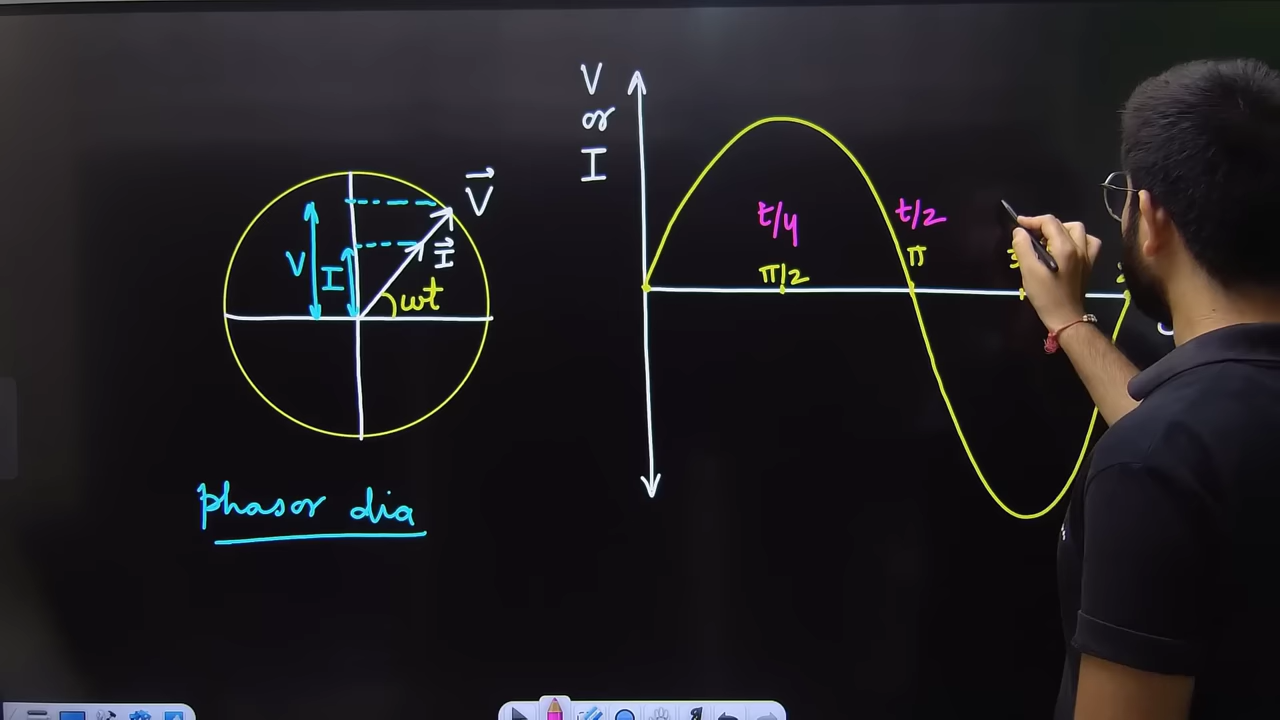 V
or
I
V
V
I
I
ωt
t/4
t/2
π/2
π
phasor dia